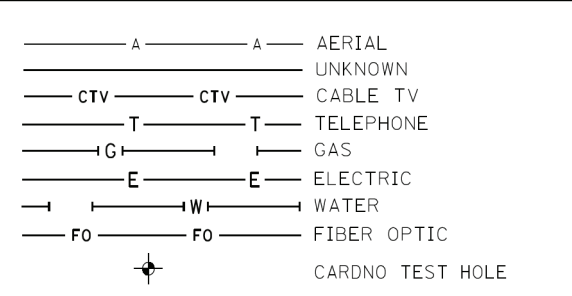 A A AERIAL
UNKNOWN
CTV CTV CABLE TV
T T TELEPHONE
G GAS
E E ELECTRIC
W WATER
FO FO FIBER OPTIC
CARDNO TEST HOLE